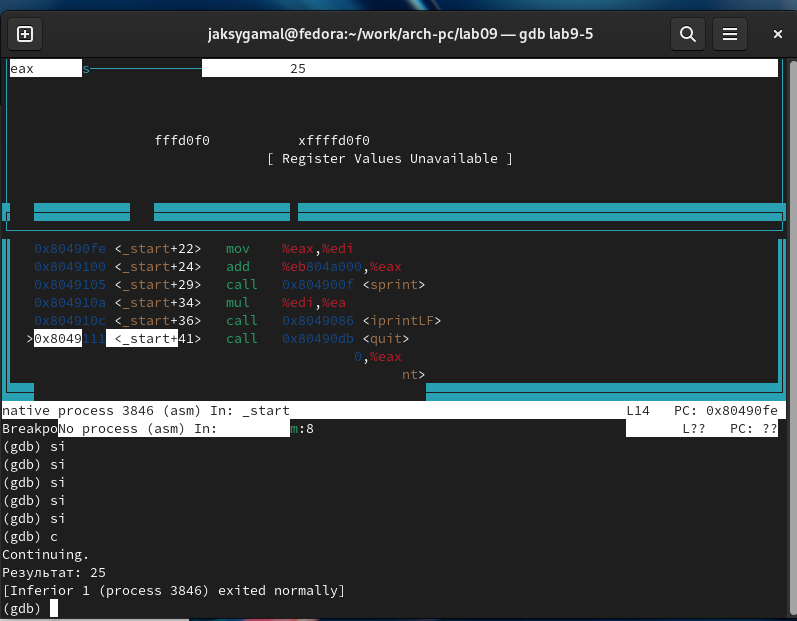 jaksygamal@fedora:~/work/arch-pc/lab09 — gdb lab9-5
eax s 25
fffd0f0 xffffd0f0
[ Register Values Unavailable ]
0x80490fe <_start+22> mov %eax,%edi
0x8049100 <_start+24> add %eb804a000,%eax
0x8049105 <_start+29> call 0x804900f <sprint>
0x804910a <_start+34> mul %edi,%ea
0x804910c <_start+36> call 0x8049086 <iprintLF>
>0x8049111 <_start+41> call 0x80490db <quit>
0,%eax
nt>
native process 3846 (asm) In: _start L14 PC: 0x80490fe
BreakpoNo process (asm) In: m:8 L?? PC: ??
(gdb) si
(gdb) si
(gdb) si
(gdb) si
(gdb) si
(gdb) c
Continuing.
Результат: 25
[Inferior 1 (process 3846) exited normally]
(gdb)